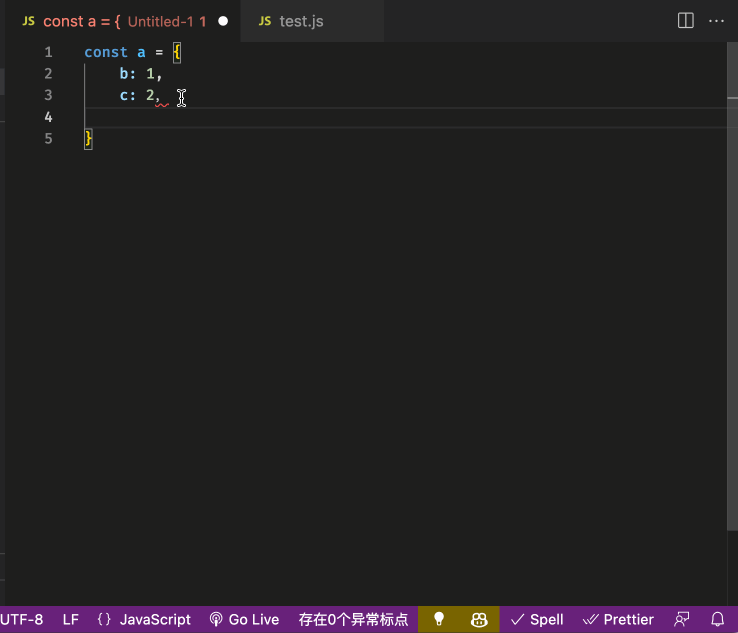 JS const a = { Untitled-1 1
JS test.js
1 const a = {
2 b: 1,
3 c: 2,
4
5 }
UTF-8 LF {} JavaScript Go Live 存在0个异常标点 Spell Prettier